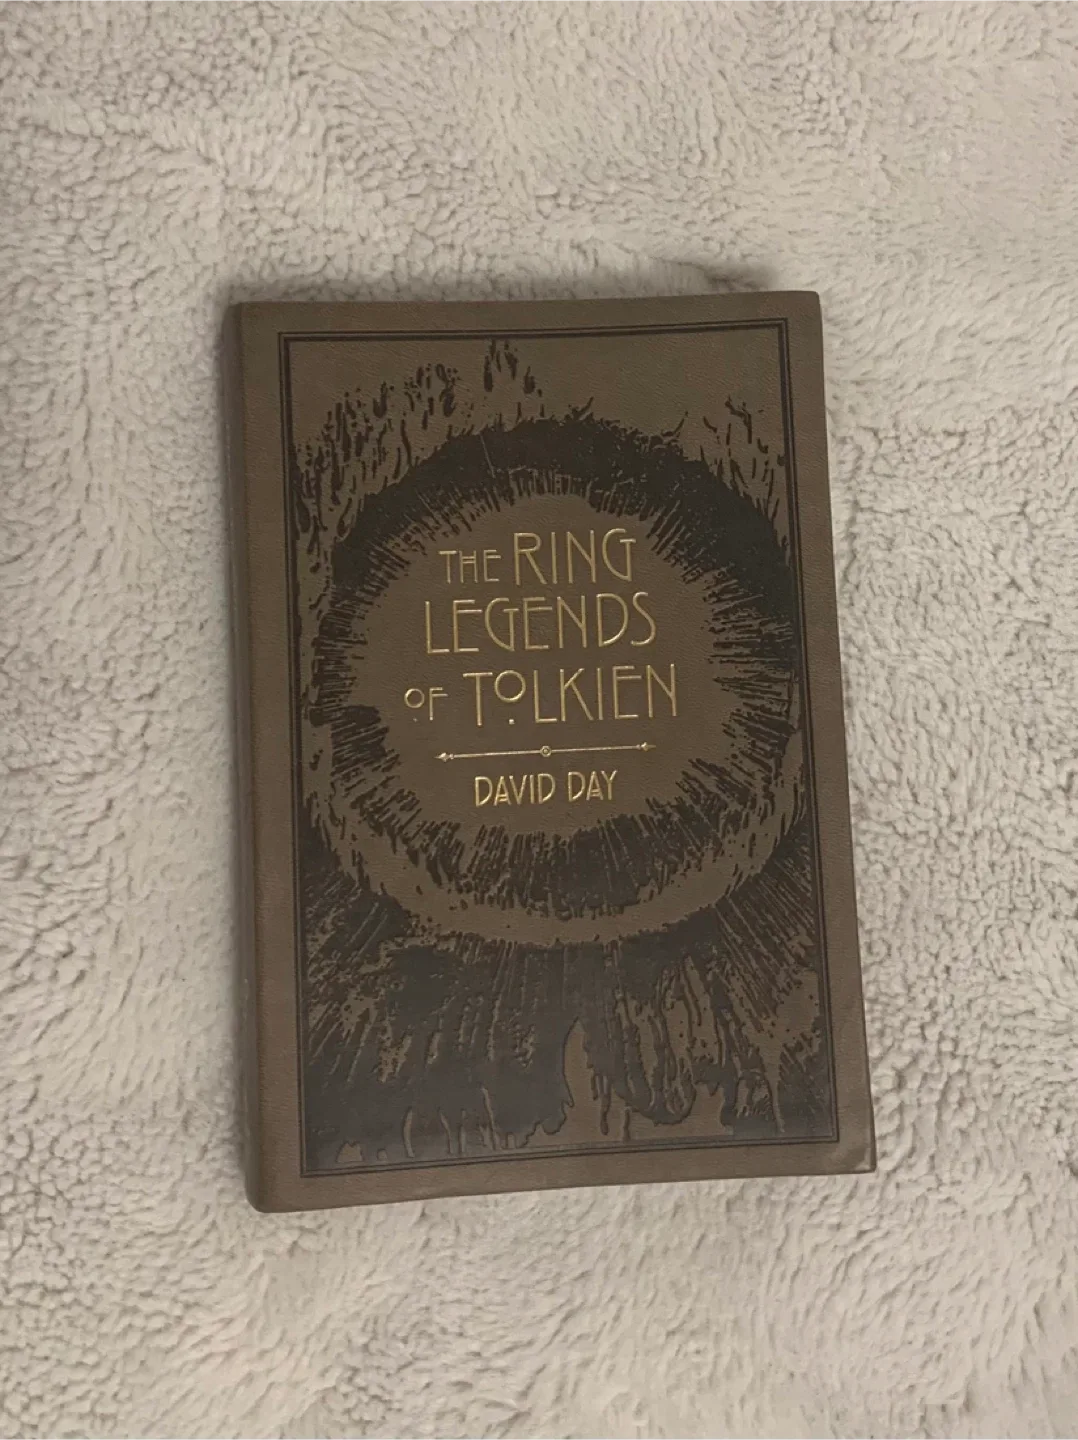 THE RING
LEGENDS
OF TOLKIEN
DAVID DAY